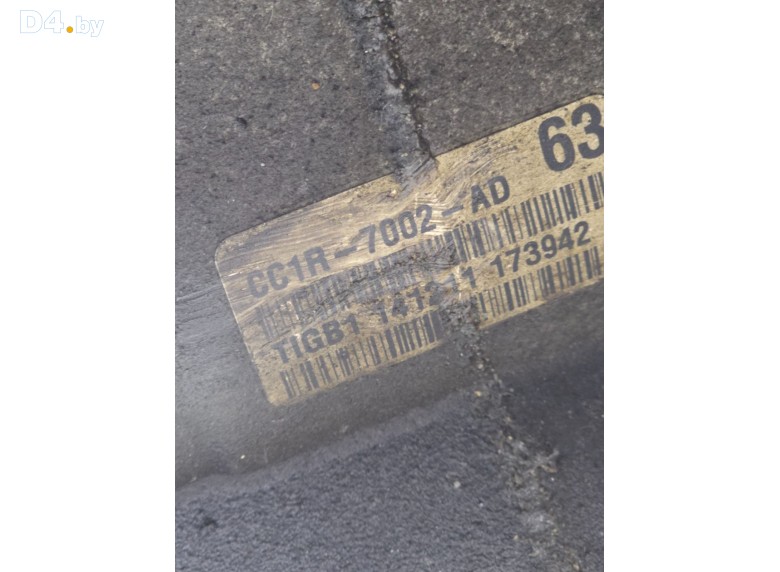 D4.by
63
CC1R-7002-AD
TIGB1 141211 173942